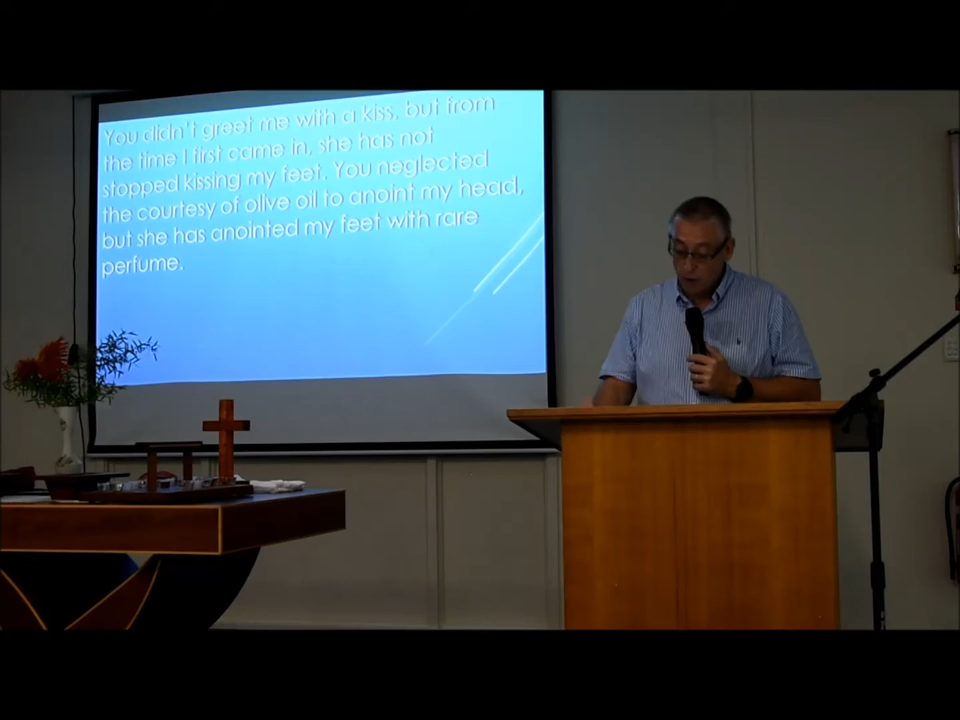 You didn't greet me with a kiss, but from
the time I first came in, she has not
stopped kissing my feet. You neglected
the courtesy of olive oil to anoint my head,
but she has anointed my feet with rare
perfume.